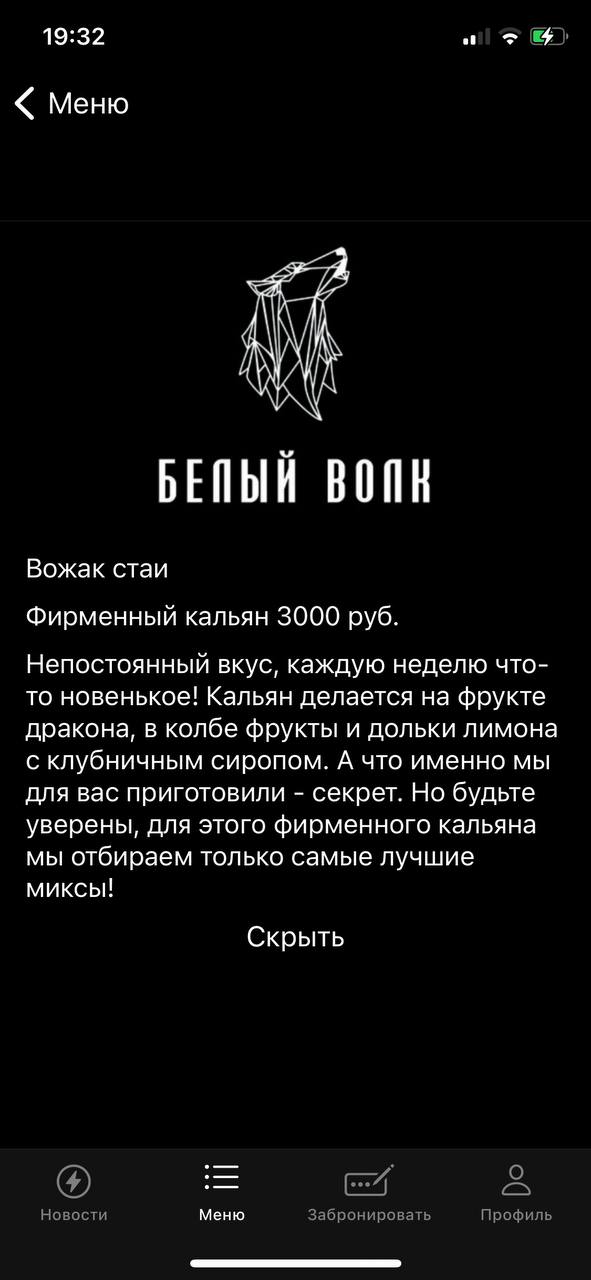 19:32
Меню
БЕЛЫЙ ВОЛК
Вожак стаи
Фирменный кальян 3000 руб.
Непостоянный вкус, каждую неделю что-
то новенькое! Кальян делается на фрукте
дракона, в колбе фрукты и дольки лимона
с клубничным сиропом. А что именно мы
для вас приготовили - секрет. Но будьте
уверены, для этого фирменного кальяна
мы отбираем только самые лучшие
миксы!
Скрыть
Новости Меню Забронировать Профиль